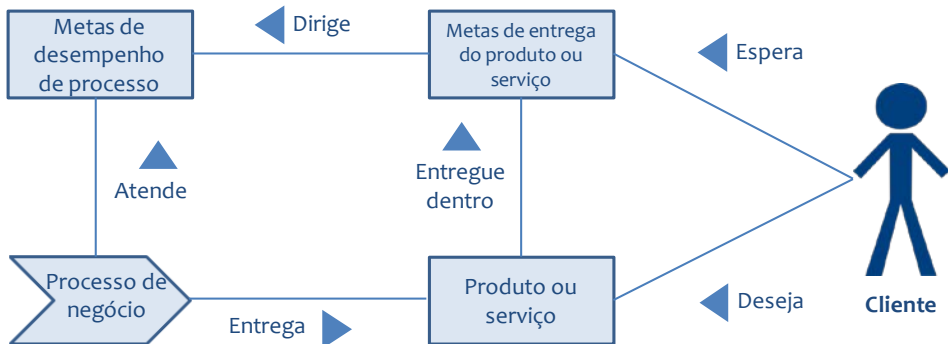 Metas de
desempenho
de processo
Dirige
Metas de entrega
do produto ou
serviço
Espera
Atende
Entregue
dentro
Processo de
negócio
Entrega
Produto ou
serviço
Deseja
Cliente